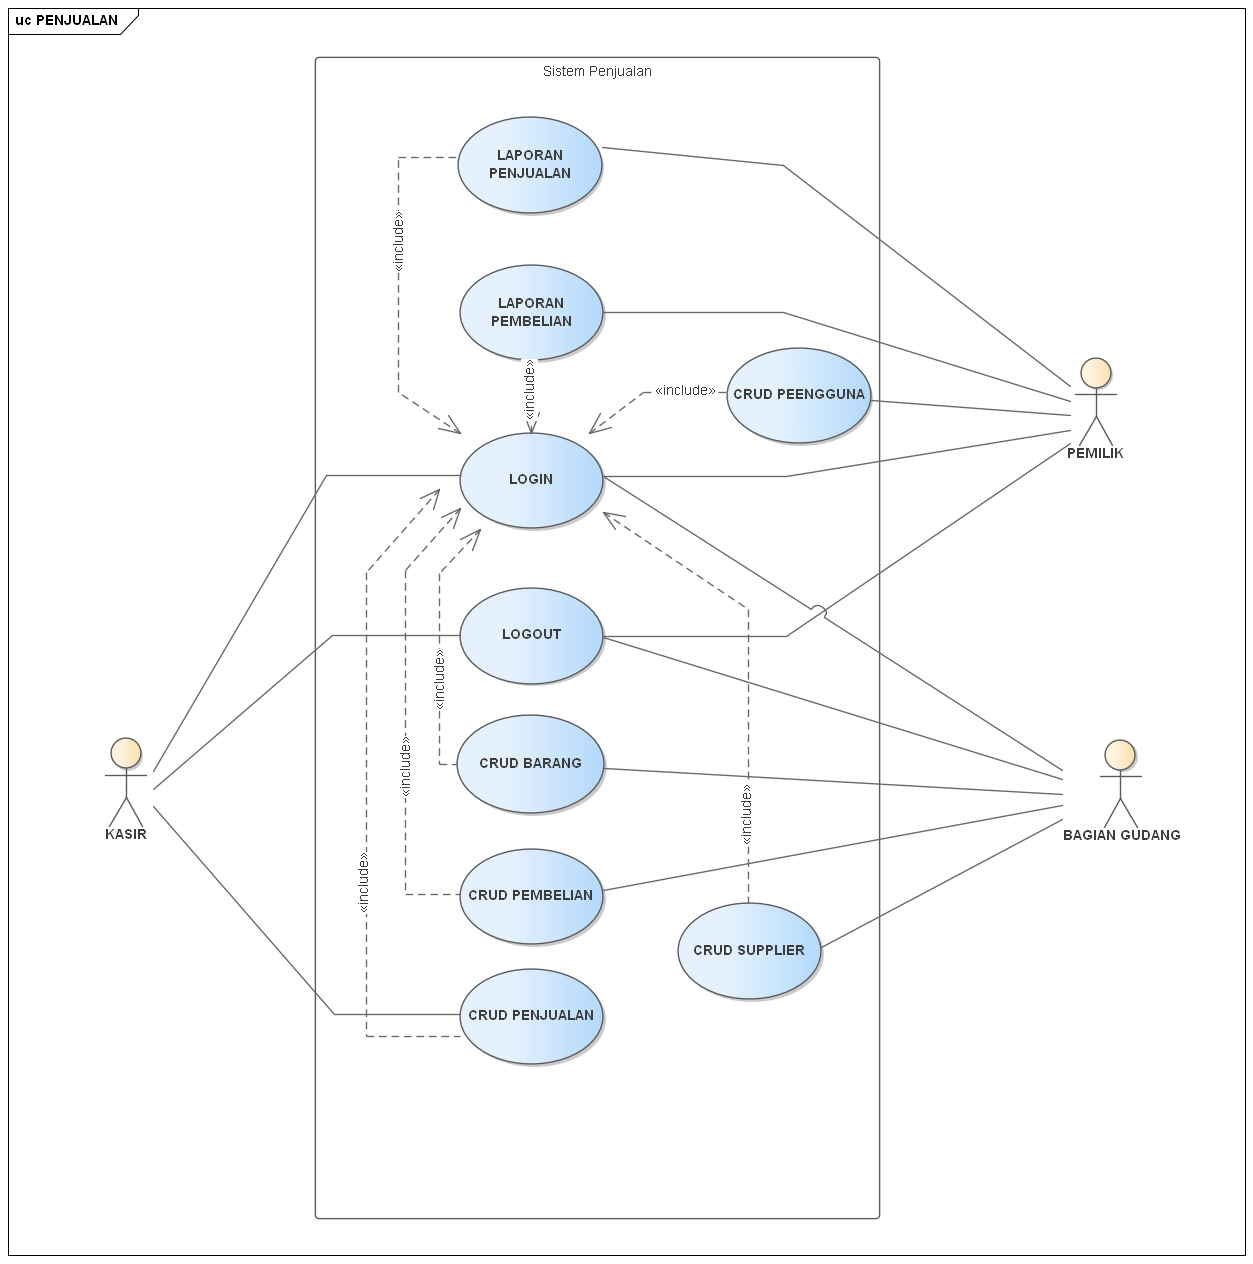 uc PENJUALAN
Sistem Penjualan
LAPORAN
PENJUALAN
«include»
LAPORAN
PEMBELIAN
«include»
«include»
CRUD PEENGGUNA
PEMILIK
LOGIN
LOGOUT
«include»
CRUD BARANG
«include»
«include»
KASIR
BAGIAN GUDANG
«include»
CRUD PEMBELIAN
CRUD SUPPLIER
CRUD PENJUALAN